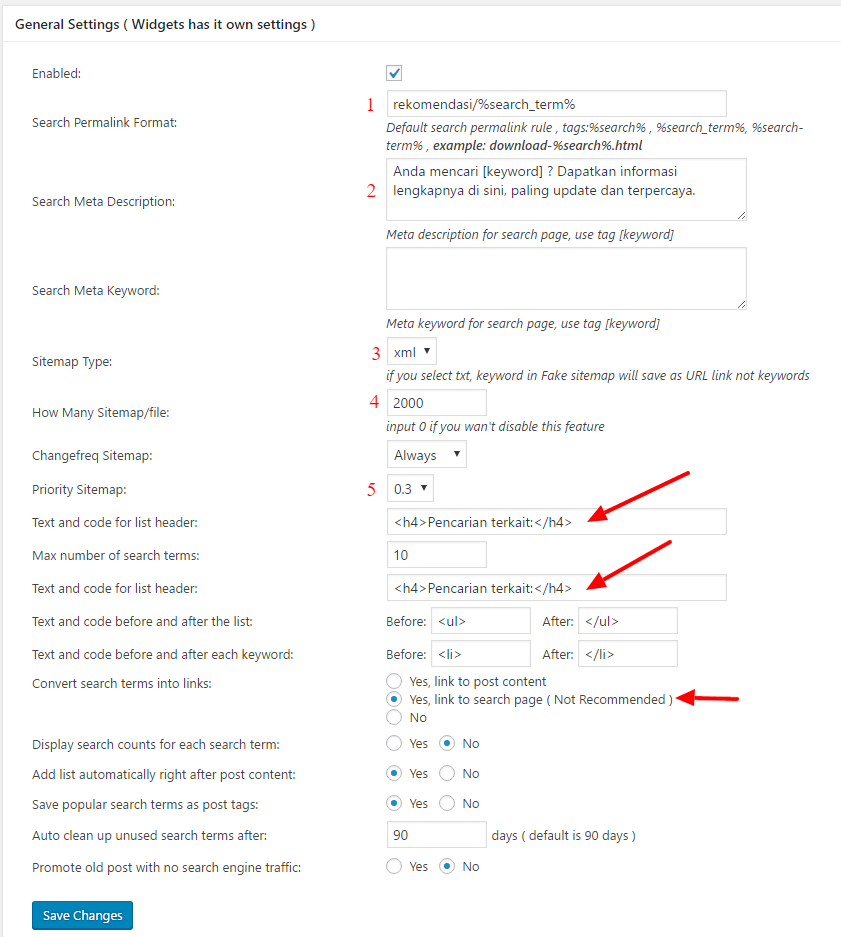 General Settings ( Widgets has it own settings )
Enabled:
1
Search Permalink Format:
rekomendasi/%search_term%
Default search permalink rule , tags:%search% , %search_term%, %search-
term% , example: download-%search%.html
2
Search Meta Description:
Anda mencari [keyword] ? Dapatkan informasi
lengkapnya di sini, paling update dan terpercaya.
Meta description for search page, use tag [keyword]
Search Meta Keyword:
Meta keyword for search page, use tag [keyword]
3
Sitemap Type:
xml
if you select txt, keyword in Fake sitemap will save as URL link not keywords
4
How Many Sitemap/file:
2000
input 0 if you wan't disable this feature
Changefreq Sitemap:
Always
Priority Sitemap:
5
0.3
Text and code for list header:
<h4>Pencarian terkait:</h4>
Max number of search terms:
10
Text and code for list header:
<h4>Pencarian terkait:</h4>
Text and code before and after the list:
Before: <ul> After: </ul>
Text and code before and after each keyword:
Before: <li> After: </li>
Convert search terms into links:
Yes, link to post content
Yes, link to search page ( Not Recommended )
No
Display search counts for each search term:
Yes No
Add list automatically right after post content:
Yes No
Save popular search terms as post tags:
Yes No
Auto clean up unused search terms after:
90 days ( default is 90 days )
Promote old post with no search engine traffic:
Yes No
Save Changes